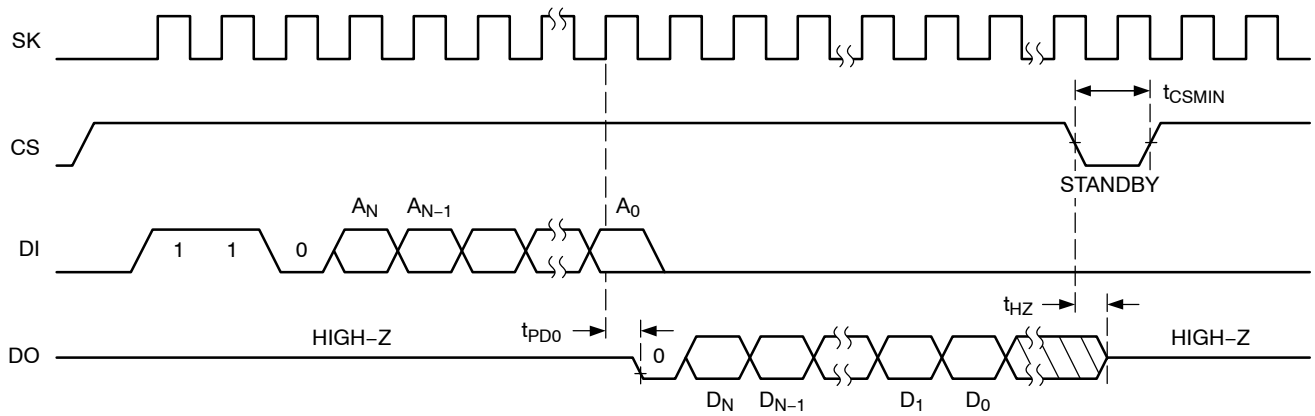 SK
t_CSMIN
CS
STANDBY
A_N A_N−1 A_0
DI 1 1 0
t_HZ
t_PD0
HIGH−Z 0 HIGH−Z
DO
D_N D_N−1 D_1 D_0